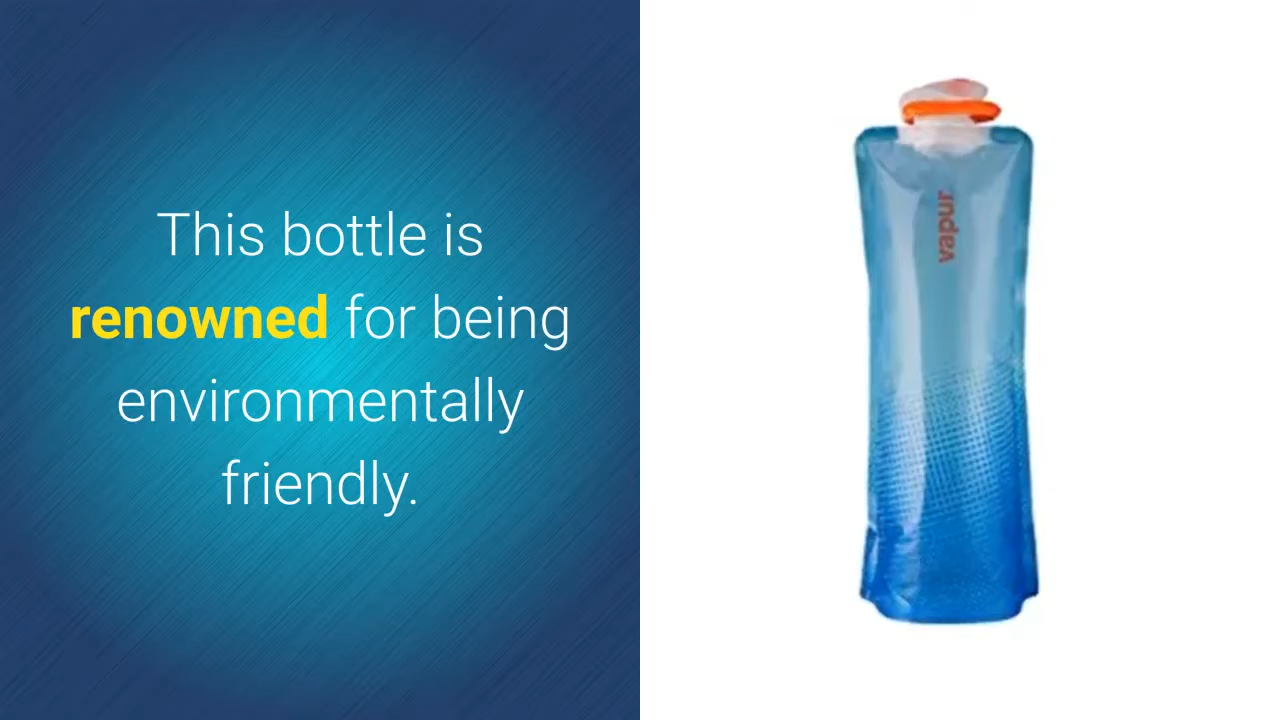 This bottle is
renowned for being
environmentally
friendly.
vapur